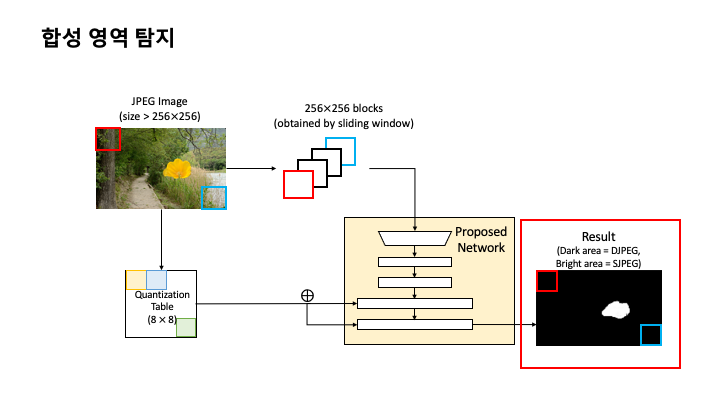 합성 영역 탐지
JPEG Image
(size > 256×256)
256×256 blocks
(obtained by sliding window)
Proposed
Network
Result
(Dark area = DJPEG,
Bright area = SJPEG)
Quantization
Table
(8 × 8)